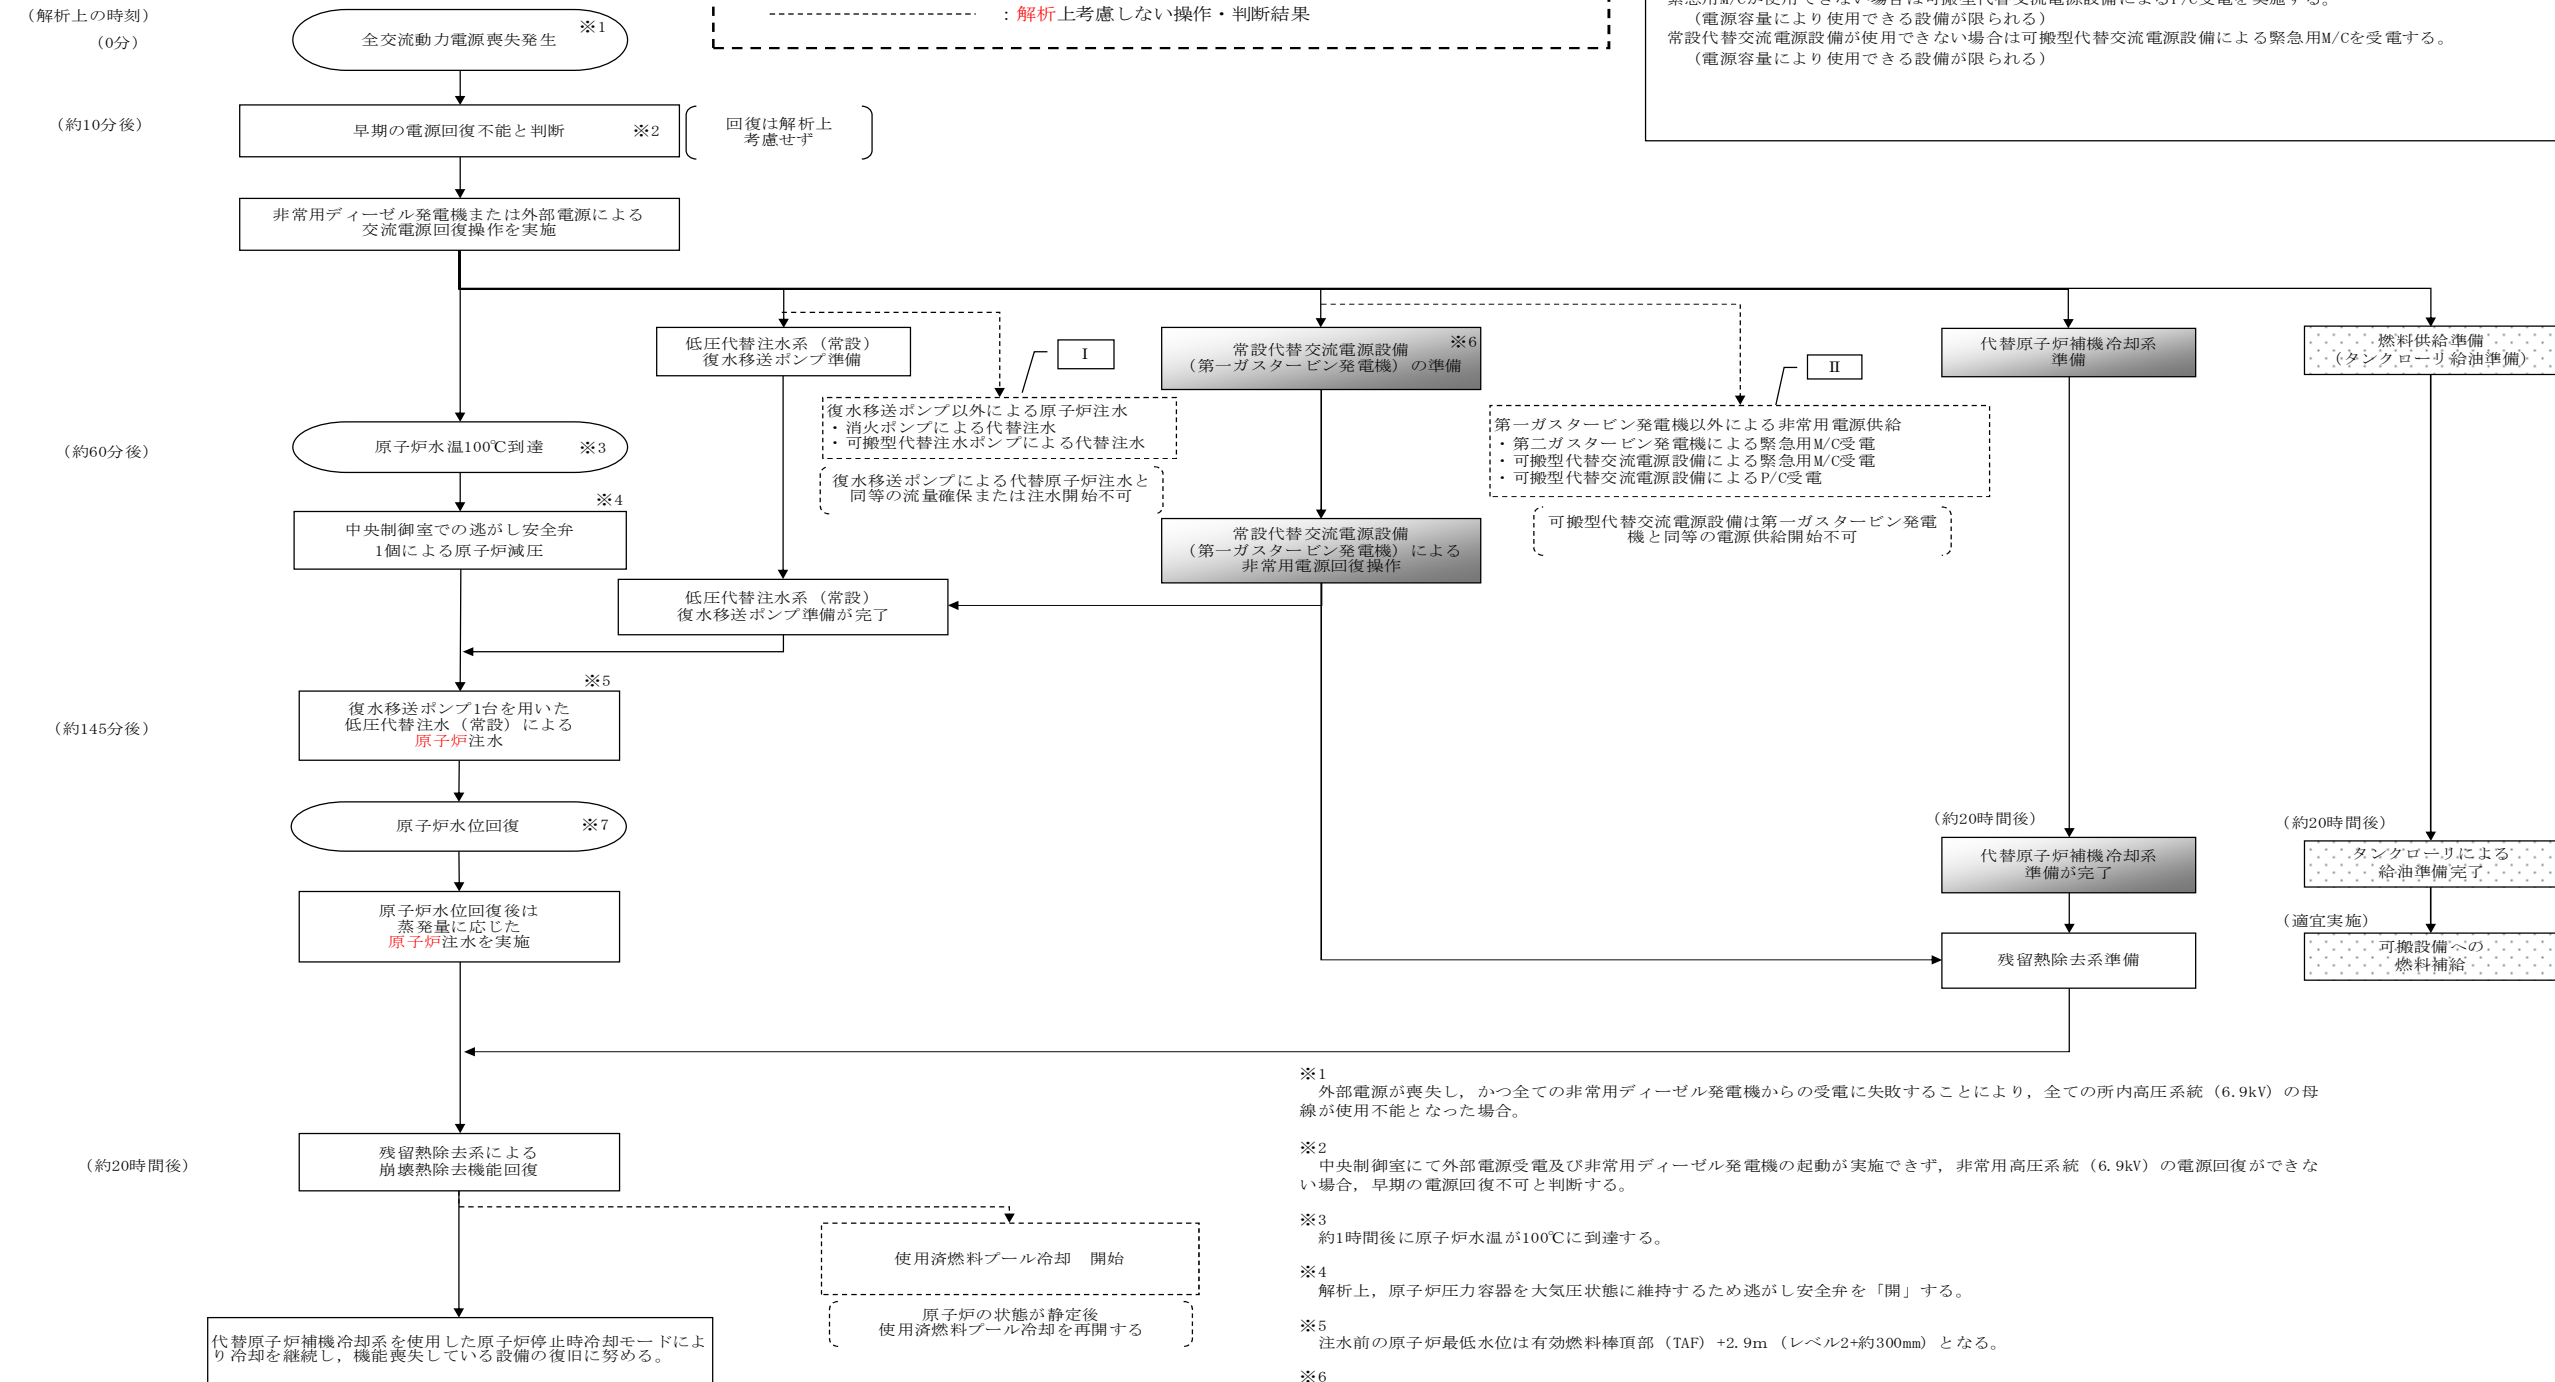 （解析上の時刻）
（0分）
全交流動力電源喪失発生
※1
：解析上考慮しない操作・判断結果
（電源容量により使用できる設備が限られる）
常設代替交流電源設備が使用できない場合は可搬型代替交流電源設備による緊急用M/Cを受電する。
（電源容量により使用できる設備が限られる）
（約10分後）
早期の電源回復不能と判断
※2
回復は解析上
考慮せず
非常用ディーゼル発電機または外部電源による
交流電源回復操作を実施
低圧代替注水系（常設）
復水移送ポンプ準備
Ⅰ
常設代替交流電源設備
（第一ガスタービン発電機）の準備
※6
Ⅱ
代替原子炉補機冷却系
準備
燃料供給準備
（タンクローリ給油準備）
復水移送ポンプ以外による原子炉注水
・消火ポンプによる代替注水
・可搬型代替注水ポンプによる代替注水
復水移送ポンプによる代替原子炉注水と
同等の流量確保または注水開始不可
第一ガスタービン発電機以外による非常用電源供給
・第二ガスタービン発電機による緊急用M/C受電
・可搬型代替交流電源設備による緊急用M/C受電
・可搬型代替交流電源設備によるP/C受電
可搬型代替交流電源設備は第一ガスタービン発電
機と同等の電源供給開始不可
（約60分後）
原子炉水温100℃到達
※3
※4
中央制御室での逃がし安全弁
1個による原子炉減圧
常設代替交流電源設備
（第一ガスタービン発電機）による
非常用電源回復操作
低圧代替注水系（常設）
復水移送ポンプ準備が完了
※5
（約145分後）
復水移送ポンプ1台を用いた
低圧代替注水（常設）による
原子炉注水
原子炉水位回復
※7
（約20時間後）
代替原子炉補機冷却系
準備が完了
（約20時間後）
タンクローリによる
給油準備完了
原子炉水位回復後は
蒸発量に応じた
原子炉注水を実施
残留熱除去系準備
（適宜実施）
可搬設備への
燃料補給
（約20時間後）
残留熱除去系による
崩壊熱除去機能回復
使用済燃料プール冷却　開始
原子炉の状態が静定後
使用済燃料プール冷却を再開する
代替原子炉補機冷却系を使用した原子炉停止時冷却モードによ
り冷却を継続し，機能喪失している設備の復旧に努める。
※1
外部電源が喪失し，かつ全ての非常用ディーゼル発電機からの受電に失敗することにより，全ての所内高圧系統（6.9kV）の母
線が使用不能となった場合。
※2
中央制御室にて外部電源受電及び非常用ディーゼル発電機の起動が実施できず，非常用高圧系統（6.9kV）の電源回復ができな
い場合，早期の電源回復不可と判断する。
※3
約1時間後に原子炉水温が100℃に到達する。
※4
解析上，原子炉圧力容器を大気圧状態に維持するため逃がし安全弁を「開」する。
※5
注水前の原子炉最低水位は有効燃料棒頂部（TAF）+2.9m（レベル2+約300mm）となる。
※6